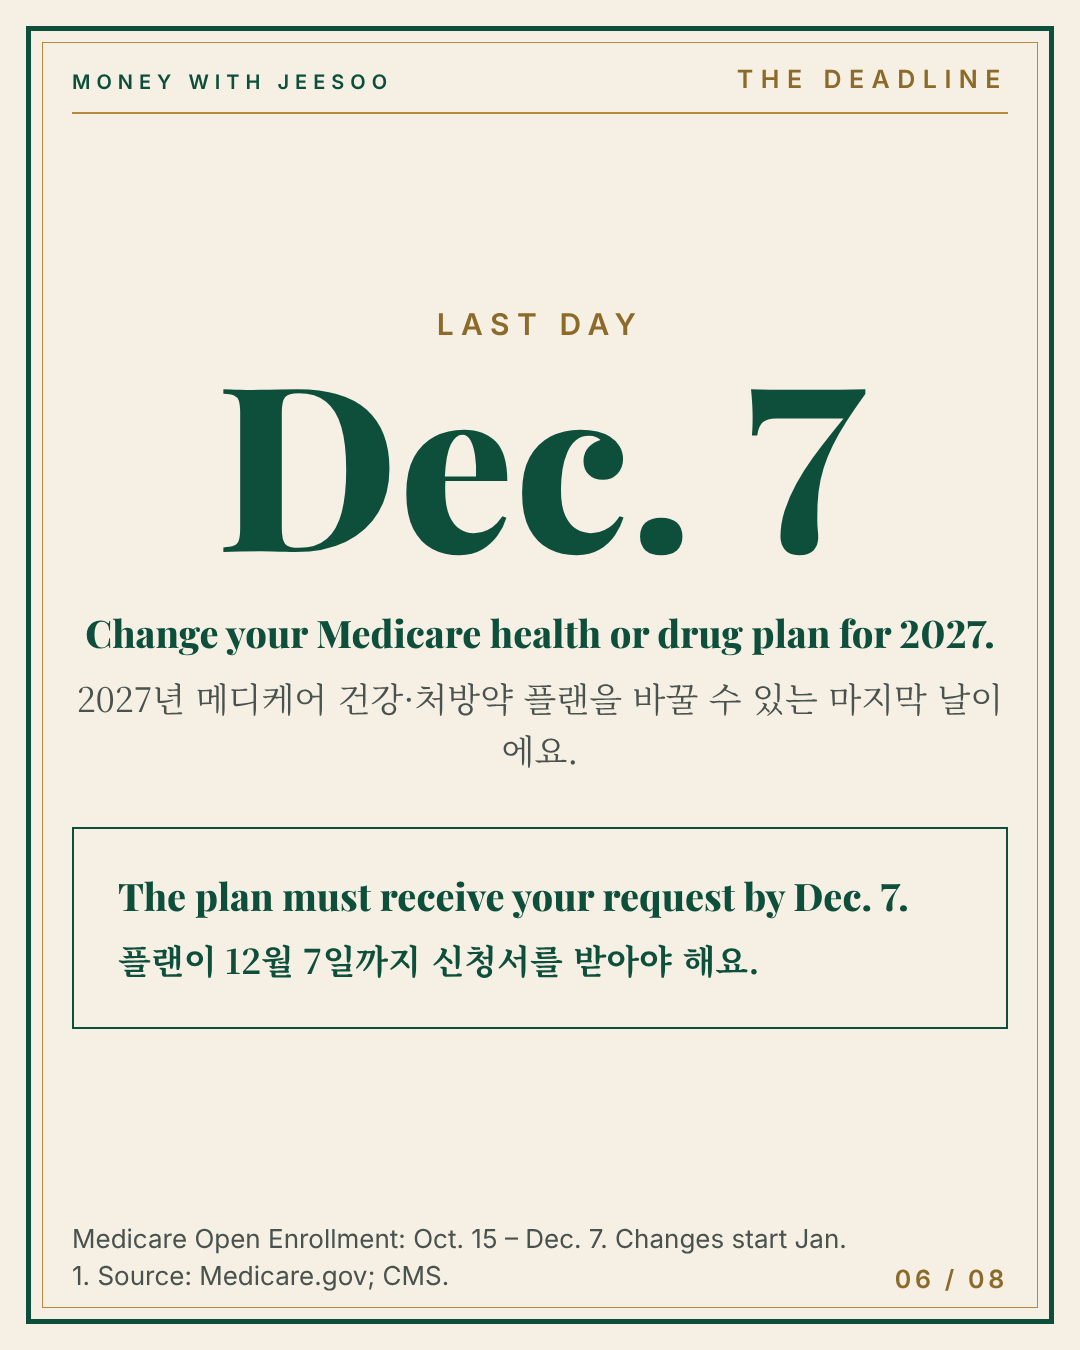 MONEY WITH JEESOO
THE DEADLINE
LAST DAY
Dec. 7
Change your Medicare health or drug plan for 2027.
2027년 메디케어 건강·처방약 플랜을 바꿀 수 있는 마지막 날이
에요.
The plan must receive your request by Dec. 7.
플랜이 12월 7일까지 신청서를 받아야 해요.
Medicare Open Enrollment: Oct. 15 – Dec. 7. Changes start Jan.
1. Source: Medicare.gov; CMS.
06 / 08